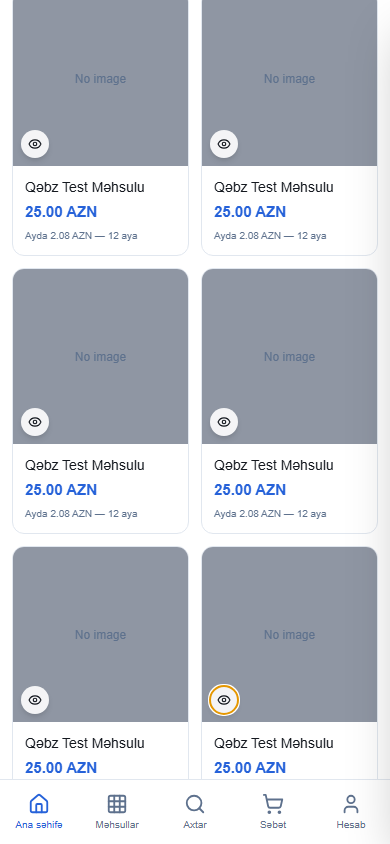 No image
No image
Qəbz Test Məhsulu
25.00 AZN
Ayda 2.08 AZN — 12 aya
Qəbz Test Məhsulu
25.00 AZN
Ayda 2.08 AZN — 12 aya
No image
No image
Qəbz Test Məhsulu
25.00 AZN
Ayda 2.08 AZN — 12 aya
Qəbz Test Məhsulu
25.00 AZN
Ayda 2.08 AZN — 12 aya
No image
No image
Qəbz Test Məhsulu
25.00 AZN
Qəbz Test Məhsulu
25.00 AZN
Ana səhifə
Məhsullar
Axtar
Səbət
Hesab